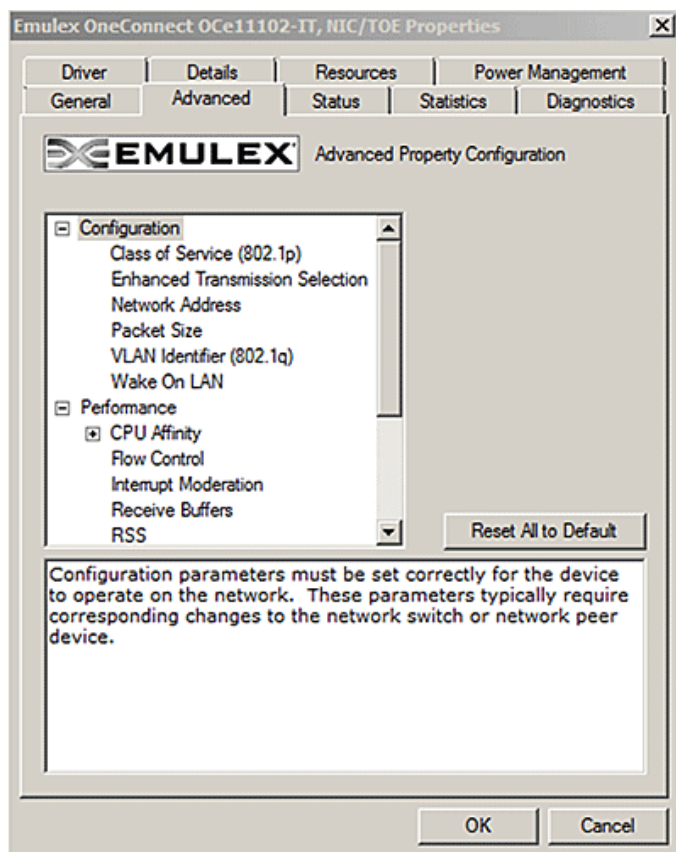 Emulex OneConnect OCe11102-IT, NIC/TOE Properties
Driver Details Resources Power Management
General Advanced Status Statistics Diagnostics
EMULEX Advanced Property Configuration
Configuration
Class of Service (802.1p)
Enhanced Transmission Selection
Network Address
Packet Size
VLAN Identifier (802.1q)
Wake On LAN
Performance
CPU Affinity
Flow Control
Interrupt Moderation
Receive Buffers
RSS
Reset All to Default
Configuration parameters must be set correctly for the device
to operate on the network. These parameters typically require
corresponding changes to the network switch or network peer
device.
OK Cancel